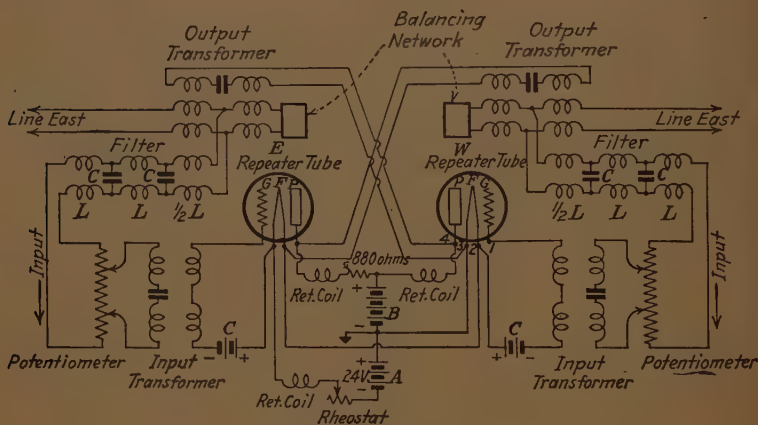 Output
Transformer
Balancing
Network
Output
Transformer
Line East
Line East
Filter
E
W
Filter
C
C
Repeater Tube
Repeater Tube
C
C
G F P
P F G
L
L
½ L
½ L
L
L
4
3
2
1
880 ohms
Input
Input
Ret. Coil
Ret. Coil
+
B
-
C
- +
C
+ -
Potentiometer
Input
Transformer
+
24V.
A
-
Input
Transformer
Potentiometer
Ret. Coil
Rheostat